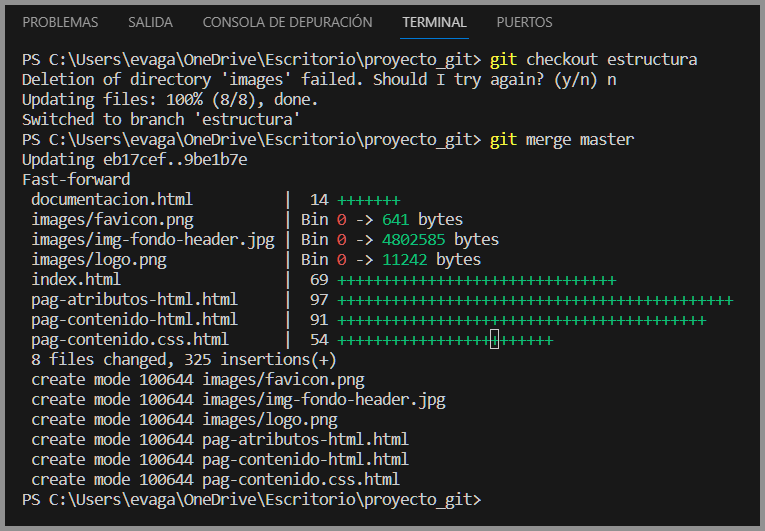 PROBLEMAS SALIDA CONSOLA DE DEPURACIÓN TERMINAL PUERTOS
PS C:\Users\evaga\OneDrive\Escritorio\proyecto_git> git checkout estructura
Deletion of directory 'images' failed. Should I try again? (y/n) n
Updating files: 100% (8/8), done.
Switched to branch 'estructura'
PS C:\Users\evaga\OneDrive\Escritorio\proyecto_git> git merge master
Updating eb17cef..9be1b7e
Fast-forward
 documentacion.html          |  14 +++++++
 images/favicon.png          | Bin 0 -> 641 bytes
 images/img-fondo-header.jpg | Bin 0 -> 4802585 bytes
 images/logo.png             | Bin 0 -> 11242 bytes
 index.html                  |  69 +++++++++++++++++++++++++++++++
 pag-atributos-html.html     |  97 ++++++++++++++++++++++++++++++++++++++++++++
 pag-contenido-html.html     |  91 +++++++++++++++++++++++++++++++++++++++++
 pag-contenido.css.html      |  54 ++++++++++++++++++++++++
 8 files changed, 325 insertions(+)
 create mode 100644 images/favicon.png
 create mode 100644 images/img-fondo-header.jpg
 create mode 100644 images/logo.png
 create mode 100644 pag-atributos-html.html
 create mode 100644 pag-contenido-html.html
 create mode 100644 pag-contenido.css.html
PS C:\Users\evaga\OneDrive\Escritorio\proyecto_git>